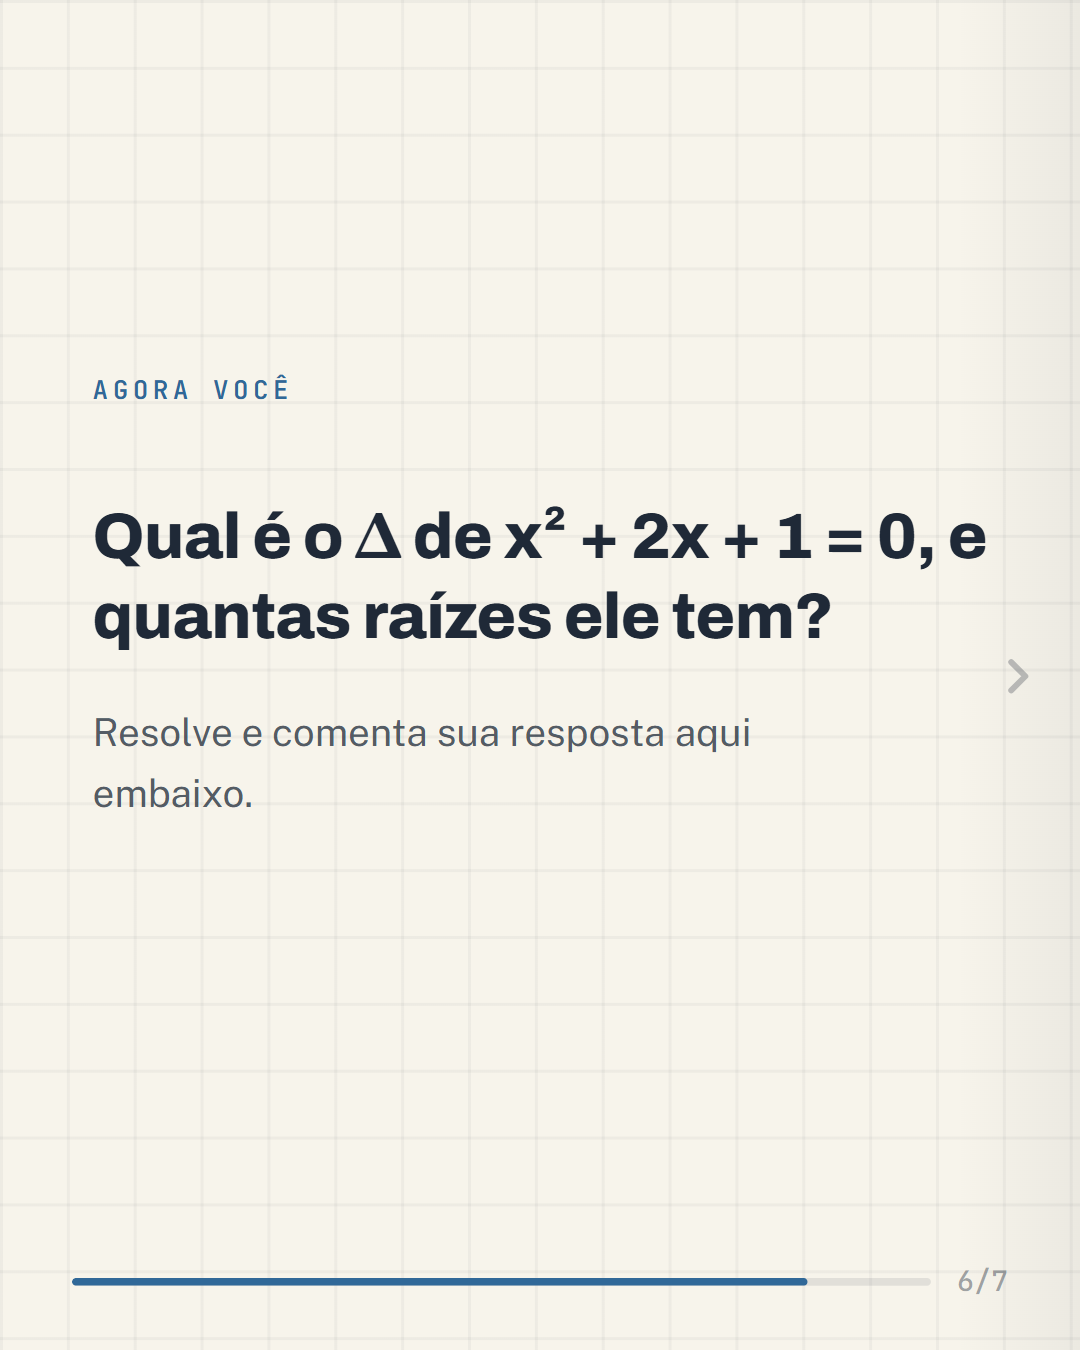 AGORA VOCÊ
Qual é o Δ de x² + 2x + 1 = 0, e
quantas raízes ele tem?
Resolve e comenta sua resposta aqui
embaixo.
6/7